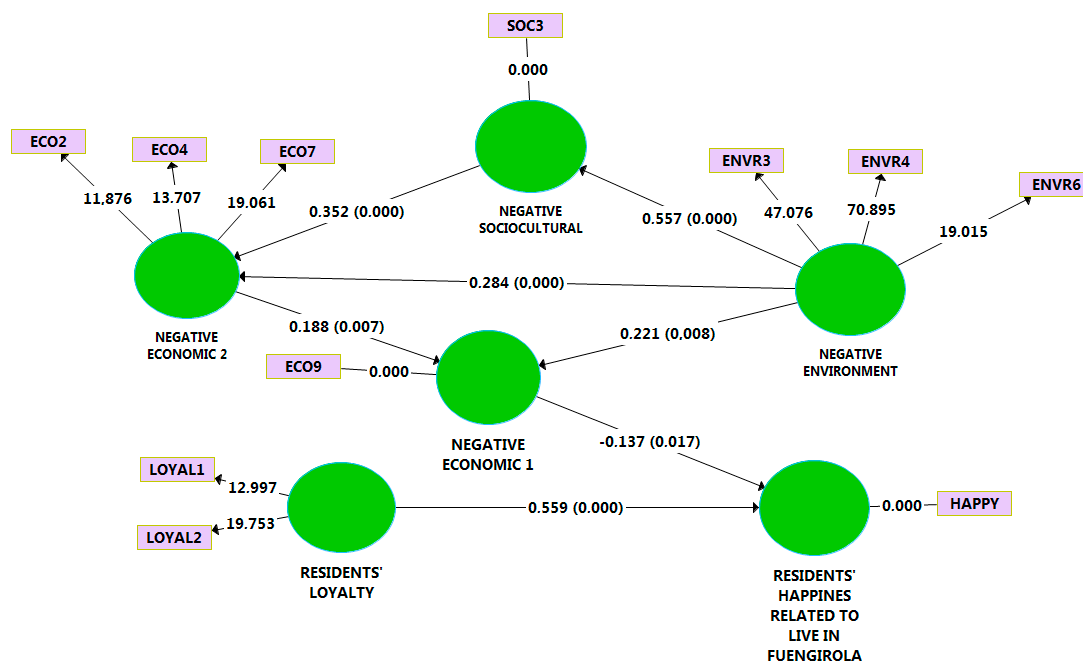 SOC3
0.000
ECO2
ECO4
ECO7
11,876
13.707
19.061
ENVR3
ENVR4
ENVR6
47.076
70.895
19.015
0.352 (0.000)
NEGATIVE
SOCIOCULTURAL
0.557 (0.000)
0.284 (0,000)
NEGATIVE
ECONOMIC 2
0.188 (0.007)
0.221 (0,008)
NEGATIVE
ENVIRONMENT
ECO9
0.000
NEGATIVE
ECONOMIC 1
-0.137 (0.017)
LOYAL1
12.997
LOYAL2
19.753
0.559 (0.000)
0.000
HAPPY
RESIDENTS'
LOYALTY
RESIDENTS'
HAPPINES
RELATED TO
LIVE IN
FUENGIROLA